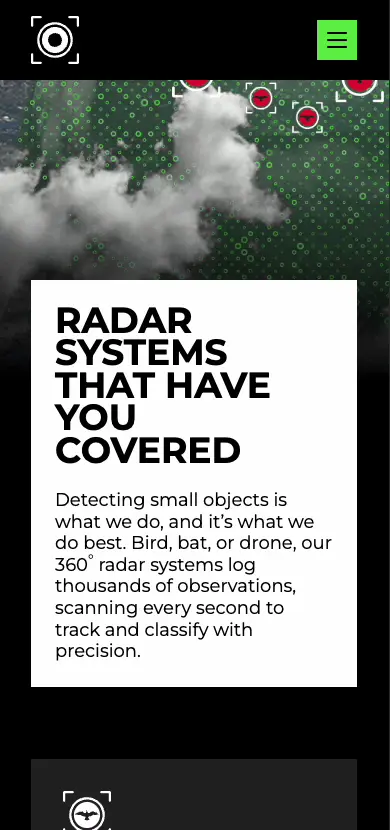 RADAR
SYSTEMS
THAT HAVE
YOU
COVERED
Detecting small objects is
what we do, and it’s what we
do best. Bird, bat, or drone, our
360° radar systems log
thousands of observations,
scanning every second to
track and classify with
precision.